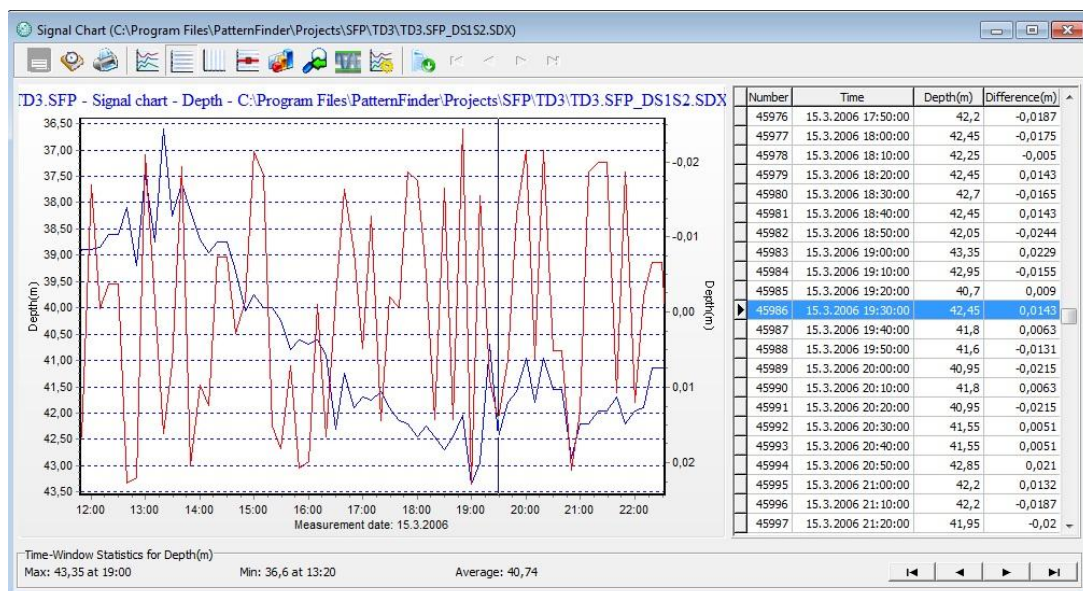 Signal Chart (C:\Program Files\PatternFinder\Projects\SFP\TD3\TD3.SFP_DS1S2.SDX)
TD3.SFP - Signal chart - Depth - C:\Program Files\PatternFinder\Projects\SFP\TD3\TD3.SFP_DS1S2.SDX
36,50
37,00
37,50
38,00
38,50
39,00
39,50
40,00
40,50
41,00
41,50
42,00
42,50
43,00
43,50
Depth(m)
-0,02
-0,01
0,00
0,01
0,02
Depth(m)
12:00 13:00 14:00 15:00 16:00 17:00 18:00 19:00 20:00 21:00 22:00
Measurement date: 15.3.2006
Number Time Depth(m) Difference(m)
45976 15.3.2006 17:50:00 42,2 -0,0187
45977 15.3.2006 18:00:00 42,45 -0,0175
45978 15.3.2006 18:10:00 42,25 -0,005
45979 15.3.2006 18:20:00 42,45 0,0143
45980 15.3.2006 18:30:00 42,7 -0,0165
45981 15.3.2006 18:40:00 42,45 0,0143
45982 15.3.2006 18:50:00 42,05 -0,0244
45983 15.3.2006 19:00:00 43,35 0,0229
45984 15.3.2006 19:10:00 42,95 -0,0155
45985 15.3.2006 19:20:00 40,7 0,009
45986 15.3.2006 19:30:00 42,45 0,0143
45987 15.3.2006 19:40:00 41,8 0,0063
45988 15.3.2006 19:50:00 41,6 -0,0131
45989 15.3.2006 20:00:00 40,95 -0,0215
45990 15.3.2006 20:10:00 41,8 0,0063
45991 15.3.2006 20:20:00 40,95 -0,0215
45992 15.3.2006 20:30:00 41,55 0,0051
45993 15.3.2006 20:40:00 41,55 0,0051
45994 15.3.2006 20:50:00 42,85 0,021
45995 15.3.2006 21:00:00 42,2 0,0132
45996 15.3.2006 21:10:00 42,2 -0,0187
45997 15.3.2006 21:20:00 41,95 -0,02
Time-Window Statistics for Depth(m)
Max: 43,35 at 19:00 Min: 36,6 at 13:20 Average: 40,74